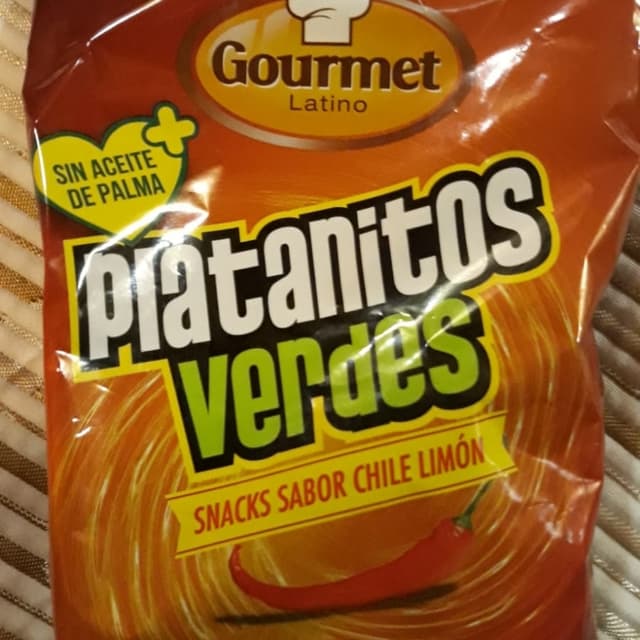 Gourmet
Latino
SIN ACEITE
DE PALMA
Platanitos
verdes
SNACKS SABOR CHILE LIMÓN